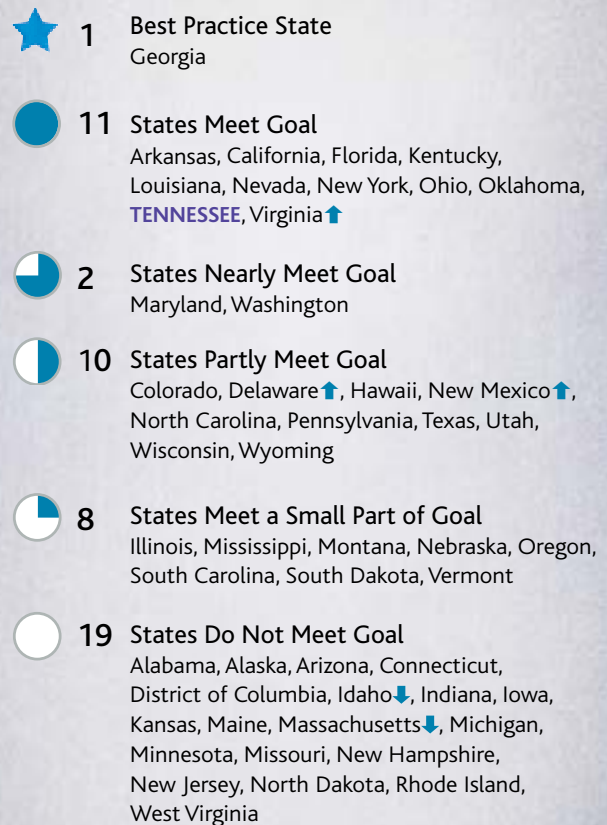 1 Best Practice State
Georgia
11 States Meet Goal
Arkansas, California, Florida, Kentucky,
Louisiana, Nevada, New York, Ohio, Oklahoma,
TENNESSEE, Virginia⬆
2 States Nearly Meet Goal
Maryland, Washington
10 States Partly Meet Goal
Colorado, Delaware⬆, Hawaii, New Mexico⬆,
North Carolina, Pennsylvania, Texas, Utah,
Wisconsin, Wyoming
8 States Meet a Small Part of Goal
Illinois, Mississippi, Montana, Nebraska, Oregon,
South Carolina, South Dakota, Vermont
19 States Do Not Meet Goal
Alabama, Alaska, Arizona, Connecticut,
District of Columbia, Idaho⬇, Indiana, Iowa,
Kansas, Maine, Massachusetts⬇, Michigan,
Minnesota, Missouri, New Hampshire,
New Jersey, North Dakota, Rhode Island,
West Virginia